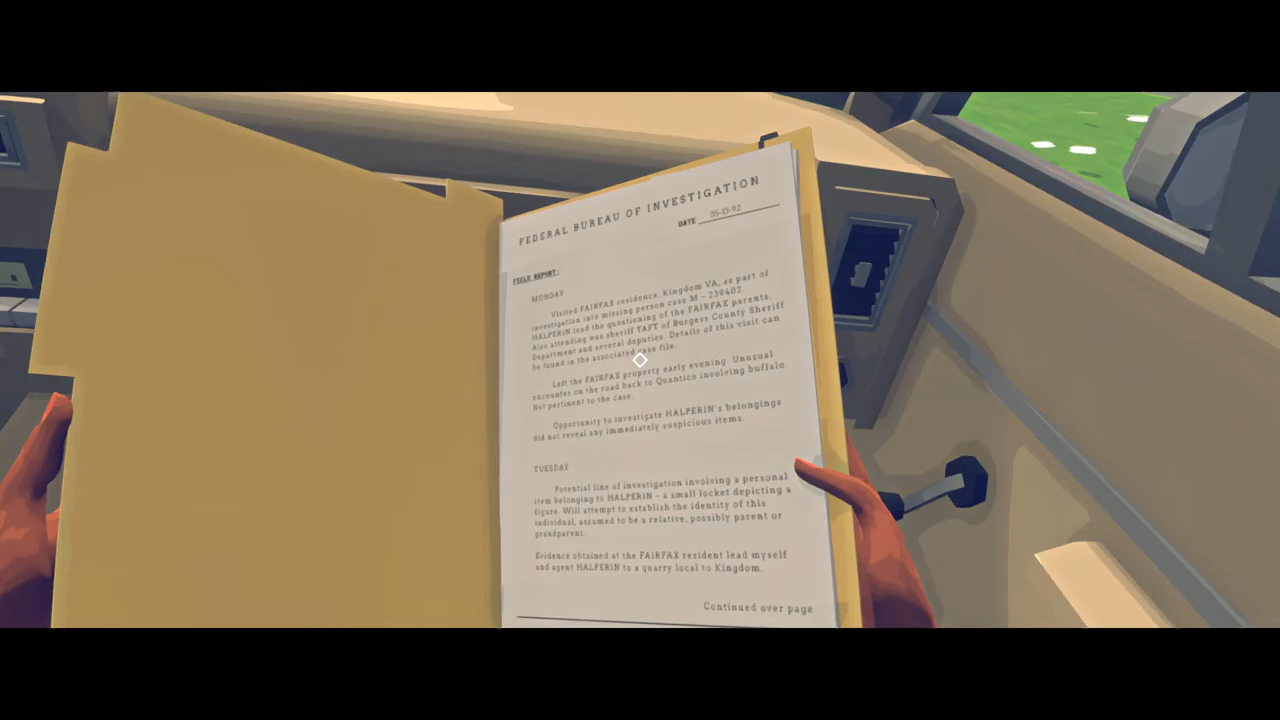 FEDERAL BUREAU OF INVESTIGATION
DATE 05-13-92
FIELD REPORT:
MONDAY
Visited FAIRFAX residence, Kingdom VA, as part of
investigation into missing person case M - 239402.
HALPERIN lead the questioning of the FAIRFAX parents.
Also attending was sheriff TAFT of Burgess County Sheriff
Department and several deputies. Details of this visit can
be found in the associated case file.
Left the FAIRFAX property early evening. Unusual
encounter on the road back to Quantico involving buffalo.
Not pertinent to the case.
Opportunity to investigate HALPERIN's belongings
did not reveal any immediately suspicious items.
TUESDAY
Potential line of investigation involving a personal
item belonging to HALPERIN - a small locket depicting a
figure. Will attempt to establish the identity of this
individual, assumed to be a relative, possibly parent or
grandparent.
Evidence obtained at the FAIRFAX resident lead myself
and agent HALPERIN to a quarry local to Kingdom.
Continued over page